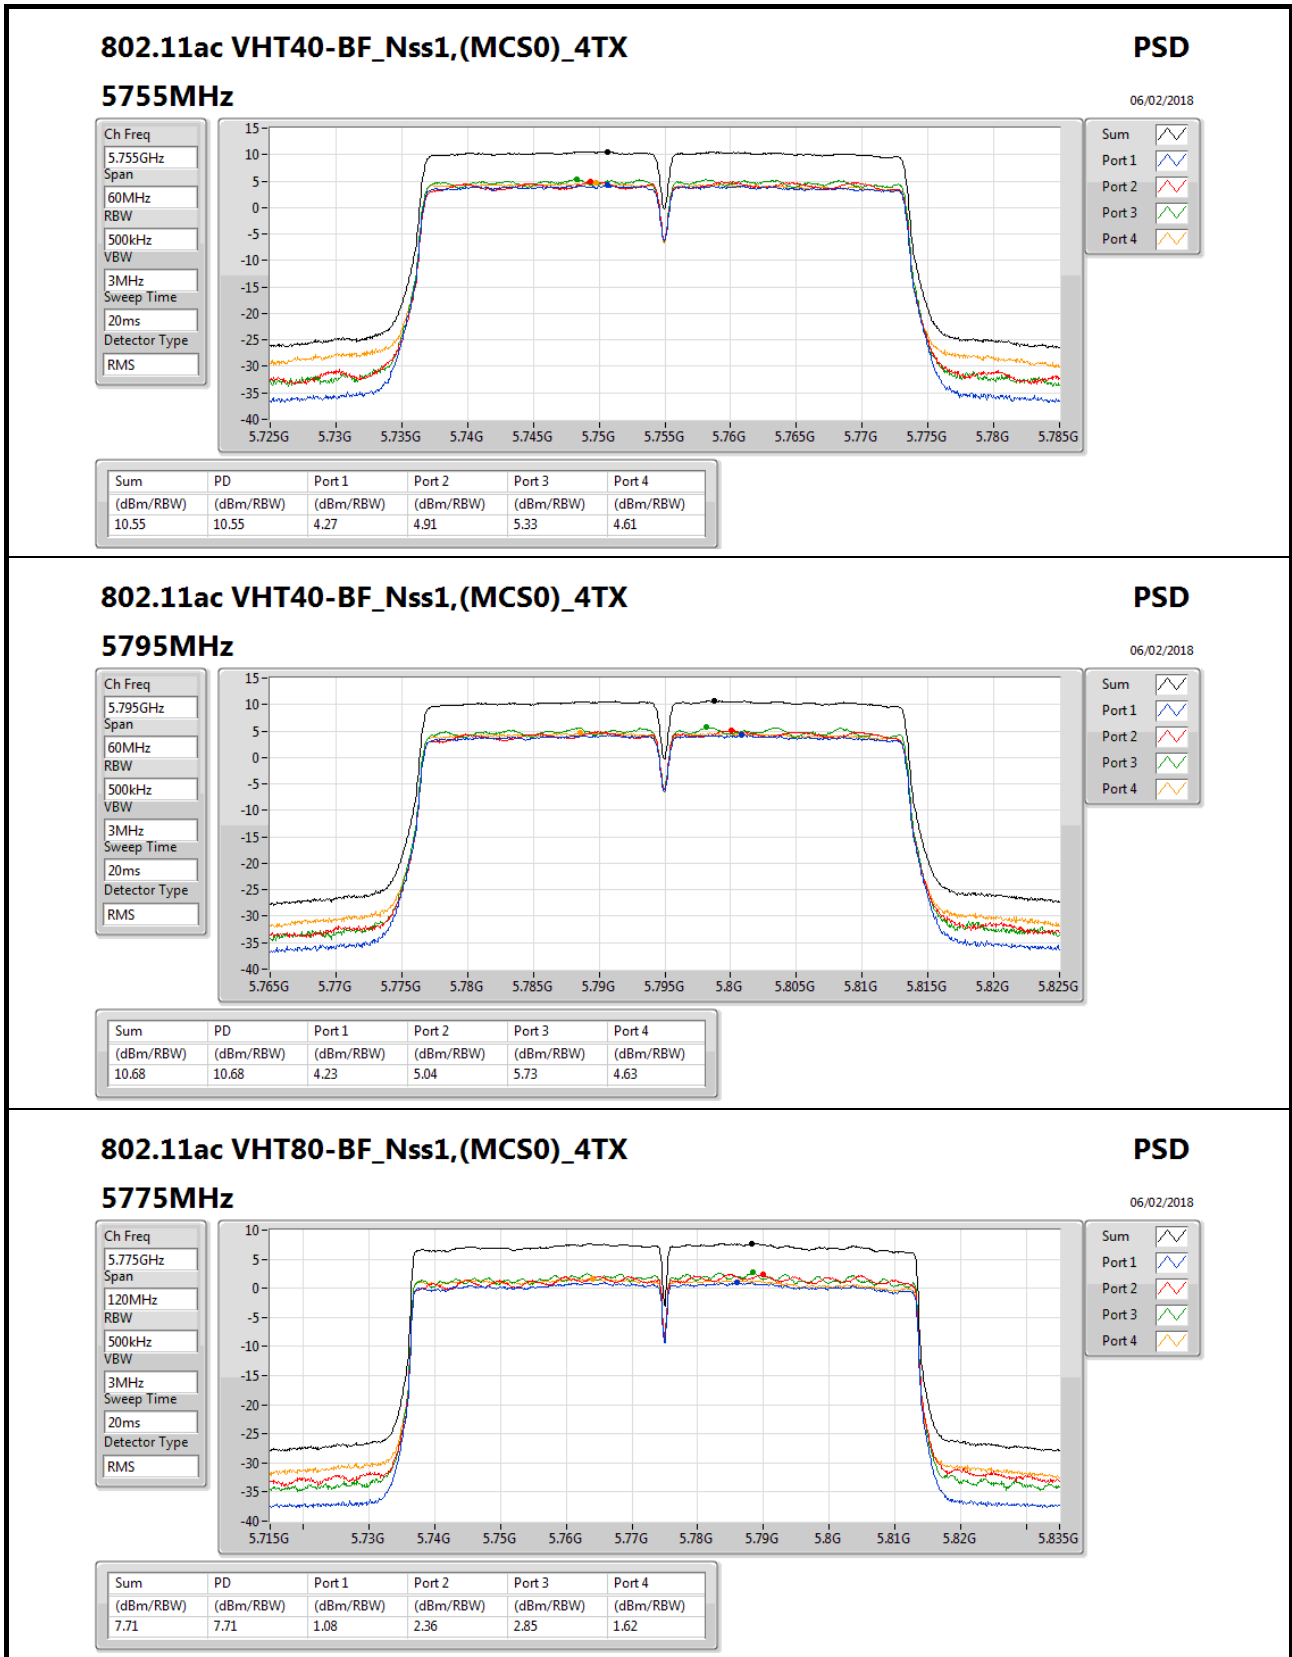 802.11ac VHT40-BF_Nss1,(MCS0)_4TX PSD
5755MHz
06/02/2018
Ch Freq
5.755GHz
Span
60MHz
RBW
500kHz
VBW
3MHz
Sweep Time
20ms
Detector Type
RMS
15
10
5
0
-5
-10
-15
-20
-25
-30
-35
-40
5.725G 5.73G 5.735G 5.74G 5.745G 5.75G 5.755G 5.76G 5.765G 5.77G 5.775G 5.78G 5.785G
Sum
Port 1
Port 2
Port 3
Port 4
Sum PD Port 1 Port 2 Port 3 Port 4
(dBm/RBW) (dBm/RBW) (dBm/RBW) (dBm/RBW) (dBm/RBW) (dBm/RBW)
10.55 10.55 4.27 4.91 5.33 4.61
802.11ac VHT40-BF_Nss1,(MCS0)_4TX PSD
5795MHz
06/02/2018
Ch Freq
5.795GHz
Span
60MHz
RBW
500kHz
VBW
3MHz
Sweep Time
20ms
Detector Type
RMS
15
10
5
0
-5
-10
-15
-20
-25
-30
-35
-40
5.765G 5.77G 5.775G 5.78G 5.785G 5.79G 5.795G 5.8G 5.805G 5.81G 5.815G 5.82G 5.825G
Sum
Port 1
Port 2
Port 3
Port 4
Sum PD Port 1 Port 2 Port 3 Port 4
(dBm/RBW) (dBm/RBW) (dBm/RBW) (dBm/RBW) (dBm/RBW) (dBm/RBW)
10.68 10.68 4.23 5.04 5.73 4.63
802.11ac VHT80-BF_Nss1,(MCS0)_4TX PSD
5775MHz
06/02/2018
Ch Freq
5.775GHz
Span
120MHz
RBW
500kHz
VBW
3MHz
Sweep Time
20ms
Detector Type
RMS
10
5
0
-5
-10
-15
-20
-25
-30
-35
-40
5.715G 5.73G 5.74G 5.75G 5.76G 5.77G 5.78G 5.79G 5.8G 5.81G 5.82G 5.835G
Sum
Port 1
Port 2
Port 3
Port 4
Sum PD Port 1 Port 2 Port 3 Port 4
(dBm/RBW) (dBm/RBW) (dBm/RBW) (dBm/RBW) (dBm/RBW) (dBm/RBW)
7.71 7.71 1.08 2.36 2.85 1.62